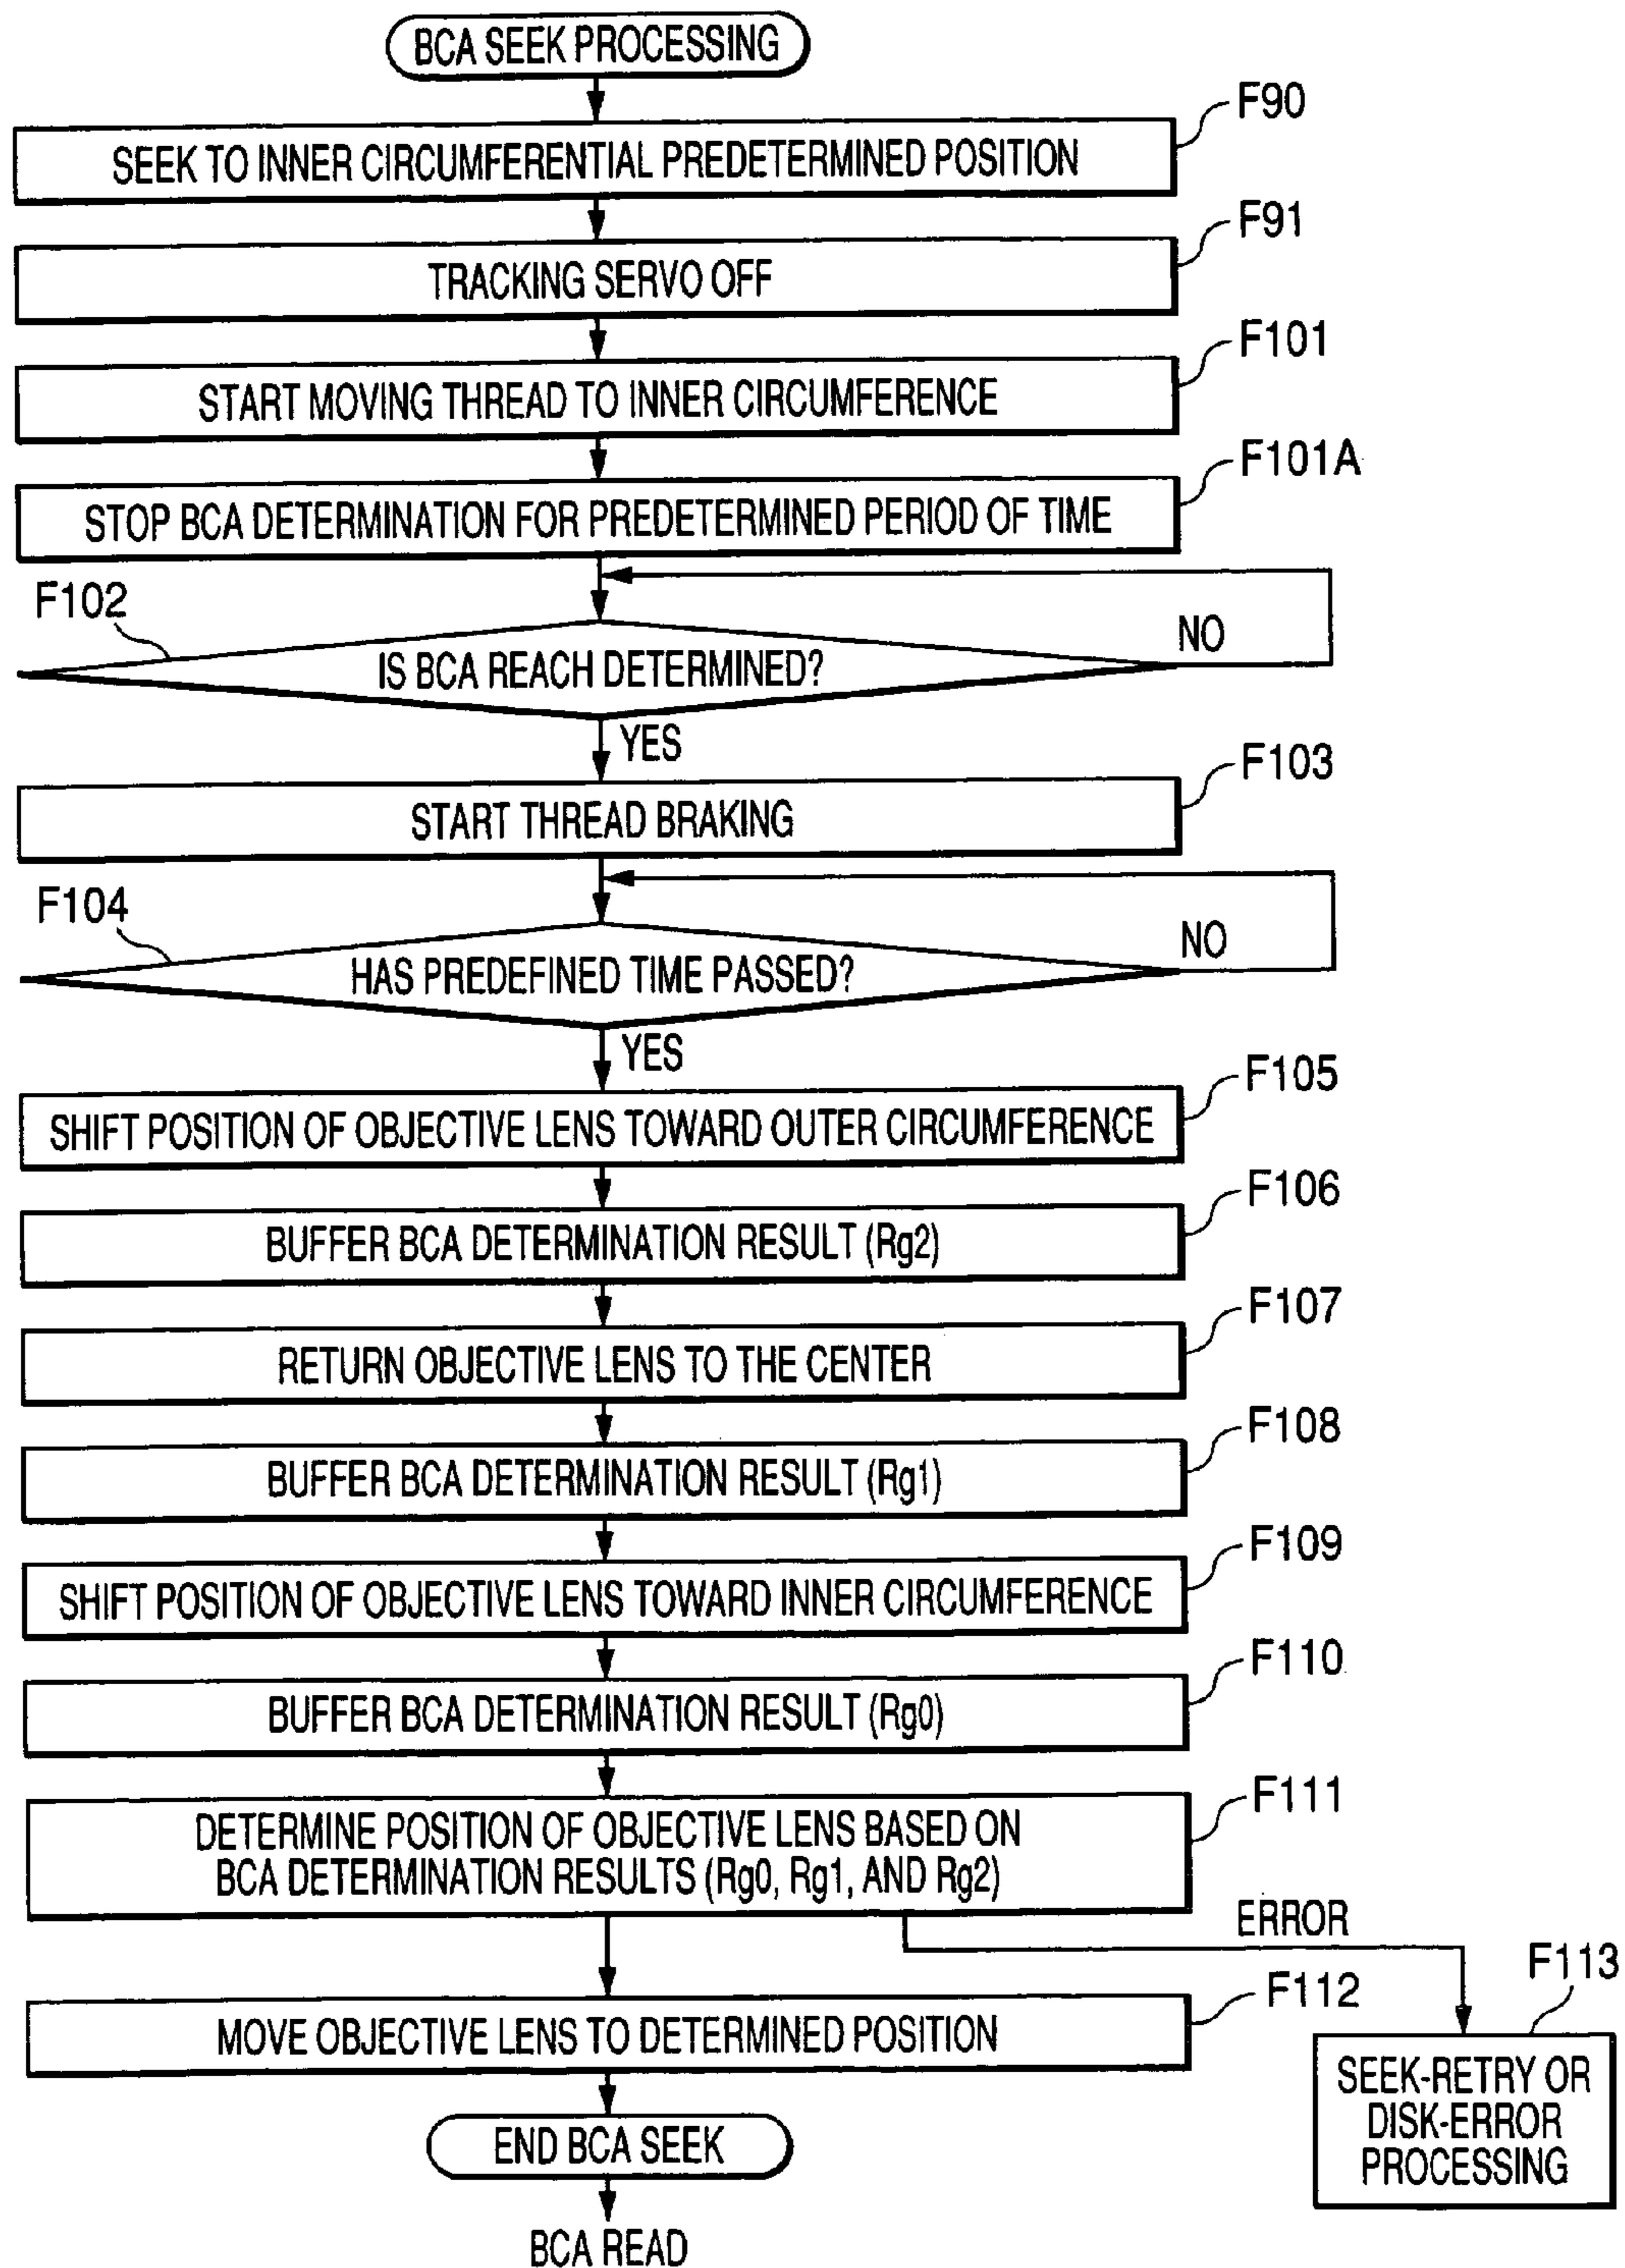 BCA SEEK PROCESSING
F90
SEEK TO INNER CIRCUMFERENTIAL PREDETERMINED POSITION
F91
TRACKING SERVO OFF
F101
START MOVING THREAD TO INNER CIRCUMFERENCE
F101A
STOP BCA DETERMINATION FOR PREDETERMINED PERIOD OF TIME
F102
NO
IS BCA REACH DETERMINED?
YES
F103
START THREAD BRAKING
F104
NO
HAS PREDEFINED TIME PASSED?
YES
F105
SHIFT POSITION OF OBJECTIVE LENS TOWARD OUTER CIRCUMFERENCE
F106
BUFFER BCA DETERMINATION RESULT (Rg2)
F107
RETURN OBJECTIVE LENS TO THE CENTER
F108
BUFFER BCA DETERMINATION RESULT (Rg1)
F109
SHIFT POSITION OF OBJECTIVE LENS TOWARD INNER CIRCUMFERENCE
F110
BUFFER BCA DETERMINATION RESULT (Rg0)
F111
DETERMINE POSITION OF OBJECTIVE LENS BASED ON
BCA DETERMINATION RESULTS (Rg0, Rg1, AND Rg2)
ERROR
F113
F112
MOVE OBJECTIVE LENS TO DETERMINED POSITION
SEEK-RETRY OR
DISK-ERROR
PROCESSING
END BCA SEEK
BCA READ